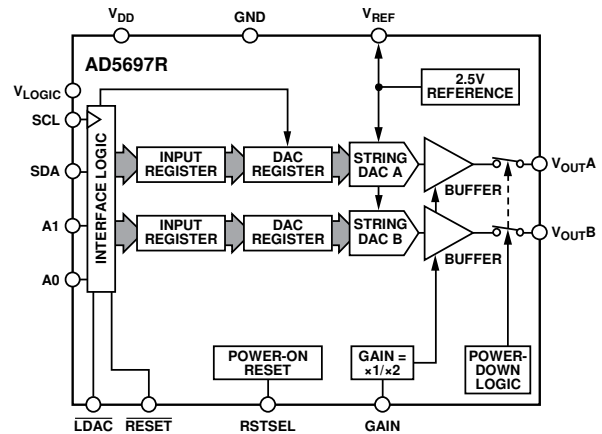 VDD
GND
VREF
AD5697R
2.5V
REFERENCE
VLOGIC
SCL
SDA
A1
A0
INTERFACE LOGIC
INPUT
REGISTER
DAC
REGISTER
STRING
DAC A
BUFFER
VOUTA
INPUT
REGISTER
DAC
REGISTER
STRING
DAC B
BUFFER
VOUTB
POWER-ON
RESET
GAIN =
×1/×2
POWER-
DOWN
LOGIC
LDAC
RESET
RSTSEL
GAIN